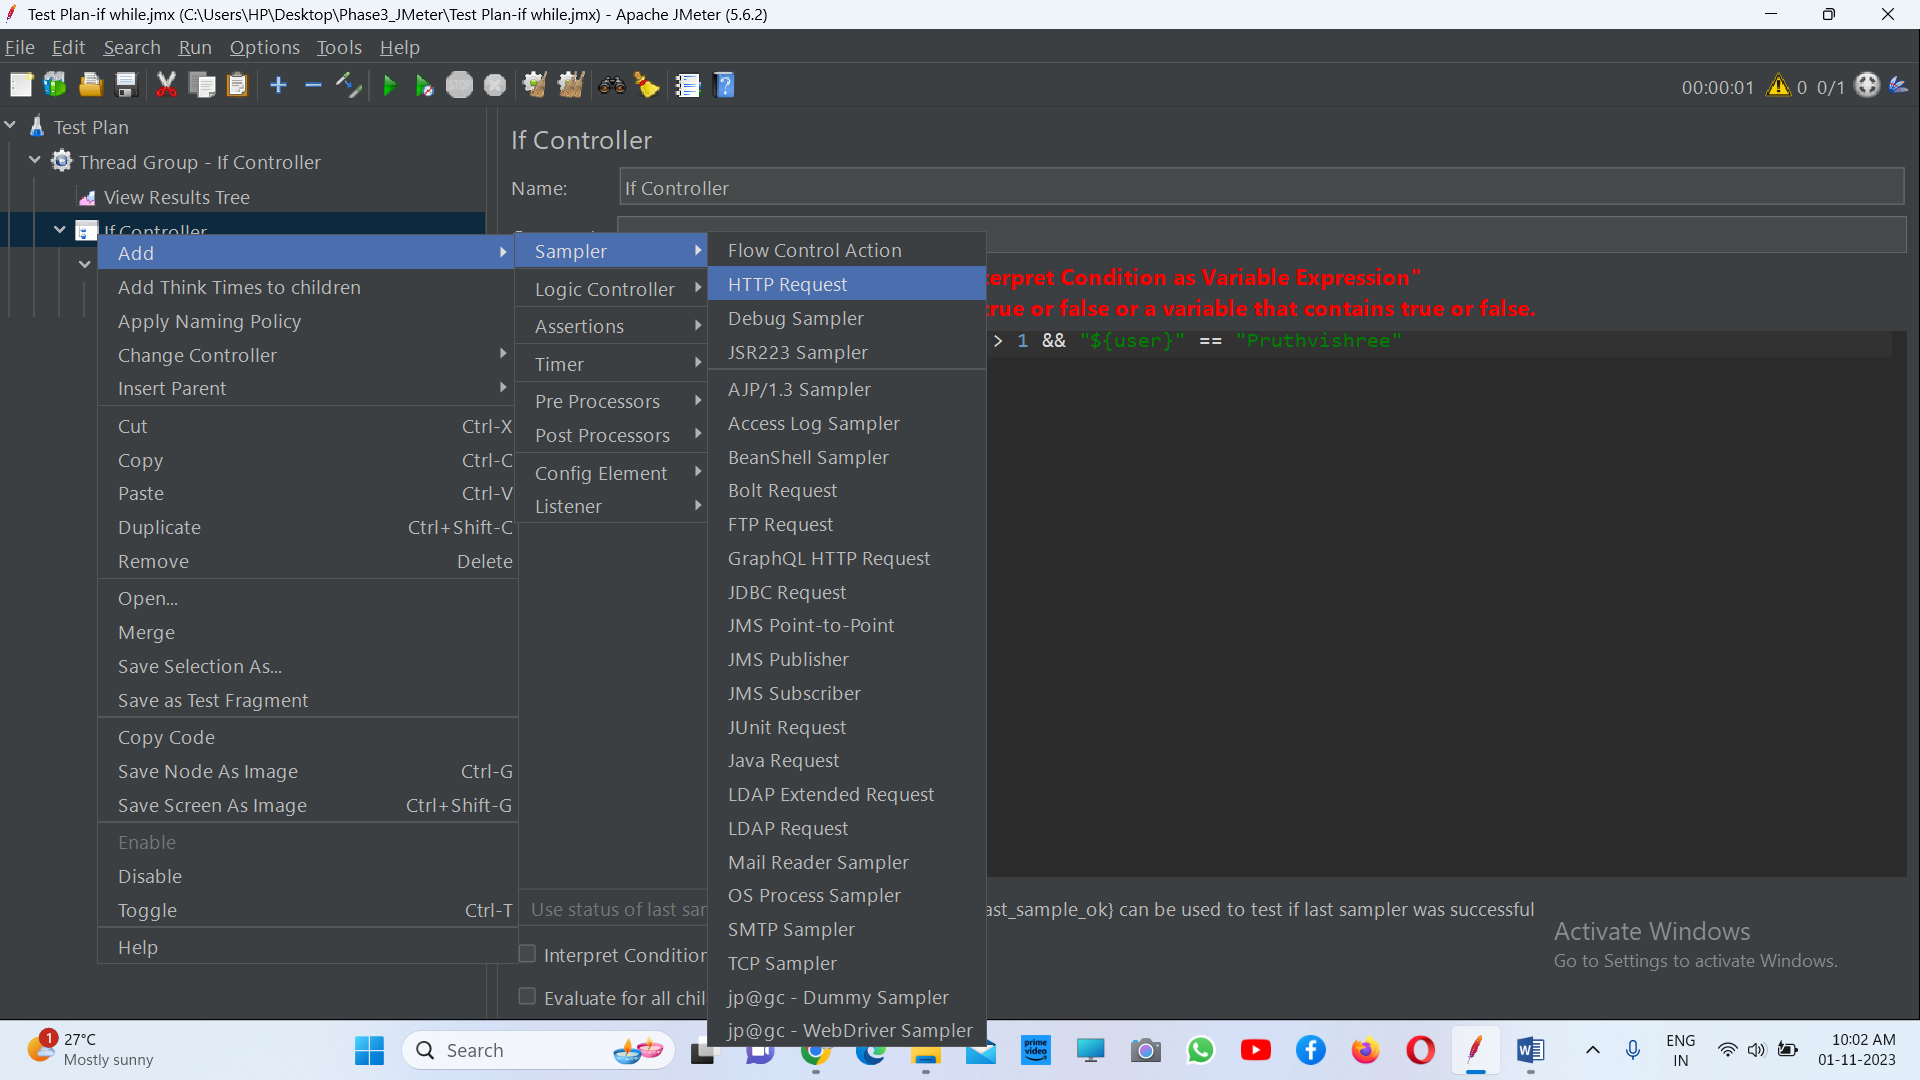 Test Plan-if while.jmx (C:\Users\HP\Desktop\Phase3_JMeter\Test Plan-if while.jmx) - Apache JMeter (5.6.2)
File Edit Search Run Options Tools Help
STOP
00:00:01 0 0/1
Test Plan
Thread Group - If Controller
View Results Tree
If Controller
If Controller
Name: If Controller
Add
Add Think Times to children
Apply Naming Policy
Change Controller
Insert Parent
Cut Ctrl-X
Copy Ctrl-C
Paste Ctrl-V
Duplicate Ctrl+Shift-C
Remove Delete
Open...
Merge
Save Selection As...
Save as Test Fragment
Copy Code
Save Node As Image Ctrl-G
Save Screen As Image Ctrl+Shift-G
Enable
Disable
Toggle Ctrl-T
Help
Sampler
Logic Controller
Assertions
Timer
Pre Processors
Post Processors
Config Element
Listener
Flow Control Action
HTTP Request
Debug Sampler
JSR223 Sampler
AJP/1.3 Sampler
Access Log Sampler
BeanShell Sampler
Bolt Request
FTP Request
GraphQL HTTP Request
JDBC Request
JMS Point-to-Point
JMS Publisher
JMS Subscriber
JUnit Request
Java Request
LDAP Extended Request
LDAP Request
Mail Reader Sampler
OS Process Sampler
SMTP Sampler
TCP Sampler
jp@gc - Dummy Sampler
jp@gc - WebDriver Sampler
terpret Condition as Variable Expression"
true or false or a variable that contains true or false.
> 1 && "${user}" == "Pruthvishree"
Use status of last sa
ast_sample_ok} can be used to test if last sampler was successful
Interpret Condition
Evaluate for all chil
Activate Windows
Go to Settings to activate Windows.
1
27°C
Mostly sunny
Search
prime video
ENG
IN
10:02 AM
01-11-2023